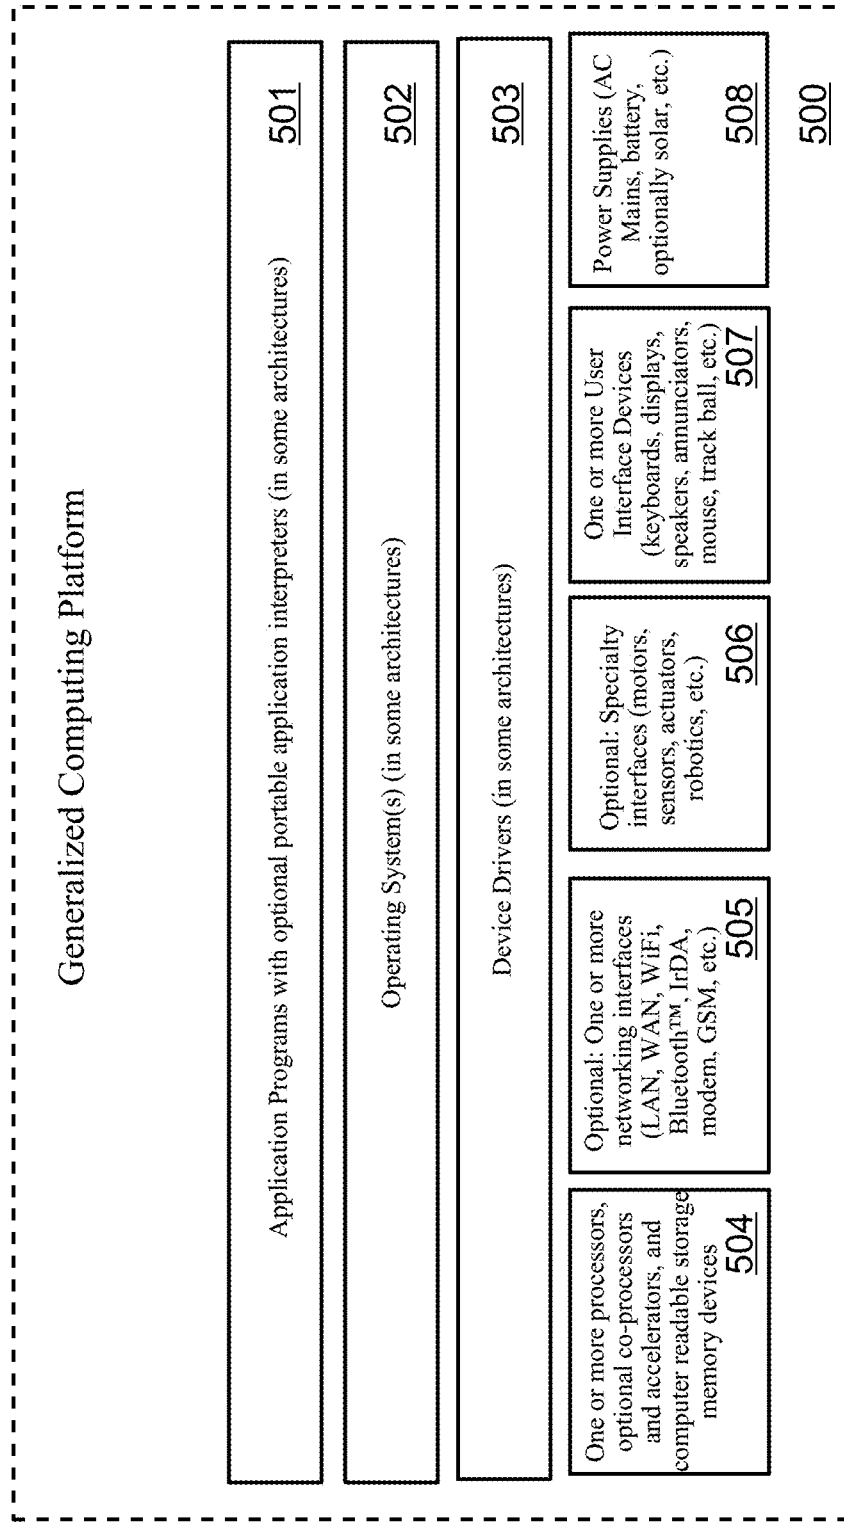 Generalized Computing Platform
Application Programs with optional portable application interpreters (in some architectures)
501
Operating System(s) (in some architectures)
502
Device Drivers (in some architectures)
503
One or more processors,
optional co-processors
and accelerators, and
computer readable storage
memory devices
504
Optional: One or more
networking interfaces
(LAN, WAN, WiFi,
Bluetooth™, IrDA,
modem, GSM, etc.)
505
Optional: Specialty
interfaces (motors,
sensors, actuators,
robotics, etc.)
506
One or more User
Interface Devices
(keyboards, displays,
speakers, annunciators,
mouse, track ball, etc.)
507
Power Supplies (AC
Mains, battery,
optionally solar, etc.)
508
500